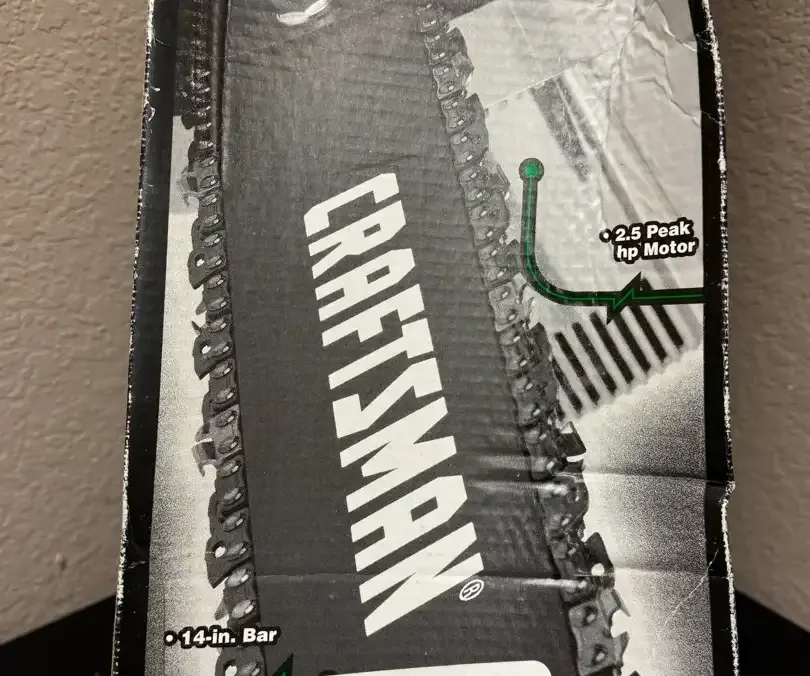 CRAFTSMAN®
• 2.5 Peak
hp Motor
• 14-in. Bar